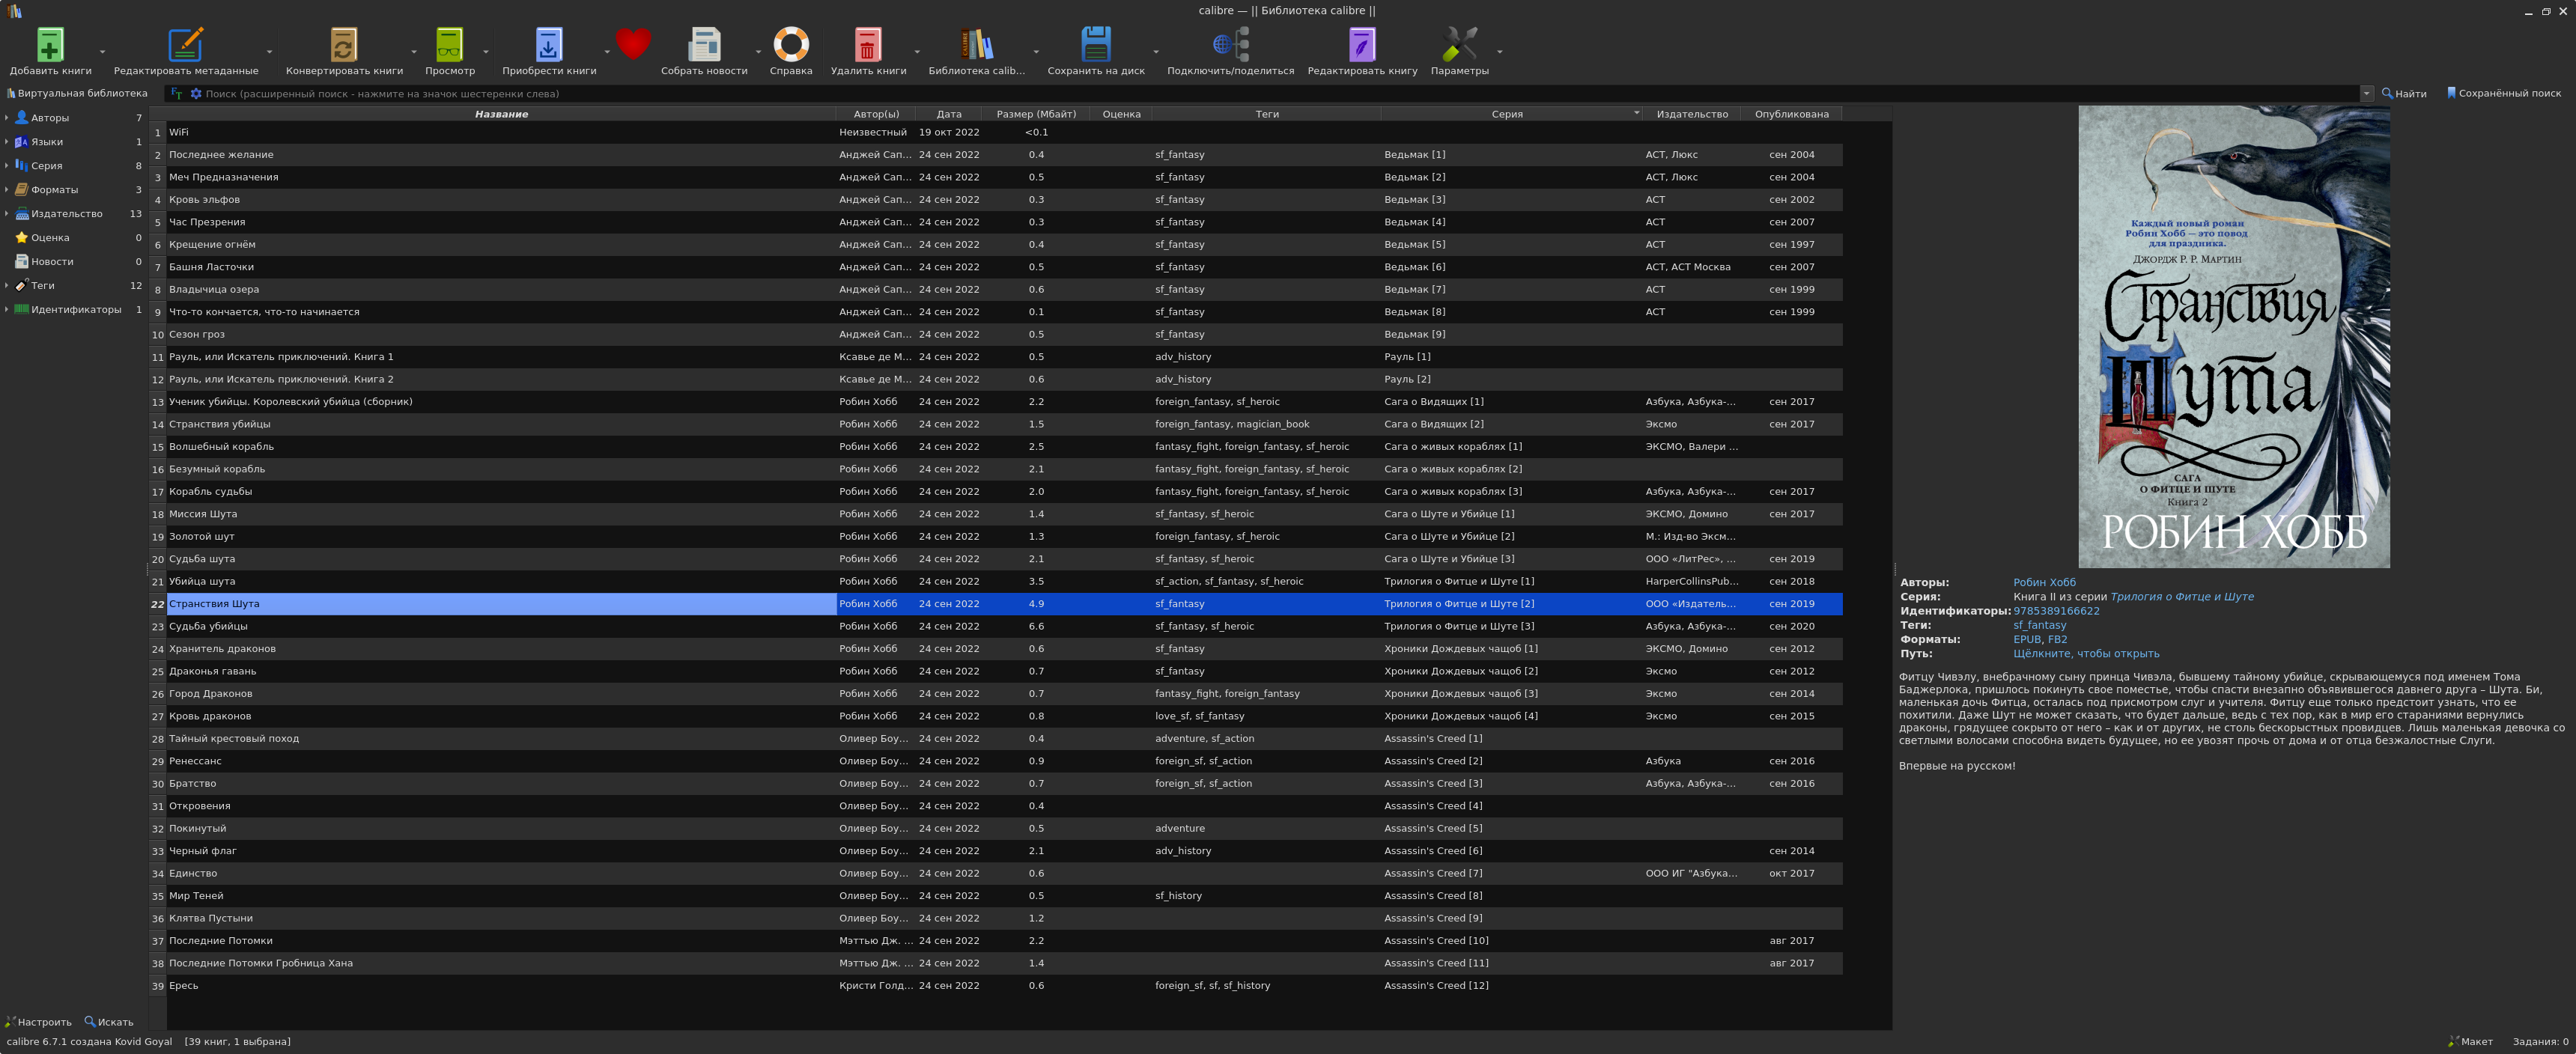 calibre — || Библиотека calibre ||
Добавить книги Редактировать метаданные Конвертировать книги Просмотр Приобрести книги Собрать новости Справка Удалить книги Библиотека calib... Сохранить на диск Подключить/поделиться Редактировать книгу Параметры
Виртуальная библиотека Поиск (расширенный поиск - нажмите на значок шестеренки слева) Найти Сохранённый поиск
Авторы 7
Языки 1
Серия 8
Форматы 3
Издательство 13
Оценка 0
Новости 0
Теги 12
Идентификаторы 1
Название Автор(ы) Дата Размер (Мбайт) Оценка Теги Серия Издательство Опубликована
1 WiFi Неизвестный 19 окт 2022 <0.1
2 Последнее желание Анджей Сап... 24 сен 2022 0.4 sf_fantasy Ведьмак [1] АСТ, Люкс сен 2004
3 Меч Предназначения Анджей Сап... 24 сен 2022 0.5 sf_fantasy Ведьмак [2] АСТ, Люкс сен 2004
4 Кровь эльфов Анджей Сап... 24 сен 2022 0.3 sf_fantasy Ведьмак [3] АСТ сен 2002
5 Час Презрения Анджей Сап... 24 сен 2022 0.3 sf_fantasy Ведьмак [4] АСТ сен 2007
6 Крещение огнём Анджей Сап... 24 сен 2022 0.4 sf_fantasy Ведьмак [5] АСТ сен 1997
7 Башня Ласточки Анджей Сап... 24 сен 2022 0.5 sf_fantasy Ведьмак [6] АСТ, АСТ Москва сен 2007
8 Владычица озера Анджей Сап... 24 сен 2022 0.6 sf_fantasy Ведьмак [7] АСТ сен 1999
9 Что-то кончается, что-то начинается Анджей Сап... 24 сен 2022 0.1 sf_fantasy Ведьмак [8] АСТ сен 1999
10 Сезон гроз Анджей Сап... 24 сен 2022 0.5 sf_fantasy Ведьмак [9]
11 Рауль, или Искатель приключений. Книга 1 Ксавье де М... 24 сен 2022 0.5 adv_history Рауль [1]
12 Рауль, или Искатель приключений. Книга 2 Ксавье де М... 24 сен 2022 0.6 adv_history Рауль [2]
13 Ученик убийцы. Королевский убийца (сборник) Робин Хобб 24 сен 2022 2.2 foreign_fantasy, sf_heroic Сага о Видящих [1] Азбука, Азбука-... сен 2017
14 Странствия убийцы Робин Хобб 24 сен 2022 1.5 foreign_fantasy, magician_book Сага о Видящих [2] Эксмо сен 2017
15 Волшебный корабль Робин Хобб 24 сен 2022 2.5 fantasy_fight, foreign_fantasy, sf_heroic Сага о живых кораблях [1] ЭКСМО, Валери ...
16 Безумный корабль Робин Хобб 24 сен 2022 2.1 fantasy_fight, foreign_fantasy, sf_heroic Сага о живых кораблях [2]
17 Корабль судьбы Робин Хобб 24 сен 2022 2.0 fantasy_fight, foreign_fantasy, sf_heroic Сага о живых кораблях [3] Азбука, Азбука-... сен 2017
18 Миссия Шута Робин Хобб 24 сен 2022 1.4 sf_fantasy, sf_heroic Сага о Шуте и Убийце [1] ЭКСМО, Домино сен 2017
19 Золотой шут Робин Хобб 24 сен 2022 1.3 foreign_fantasy, sf_heroic Сага о Шуте и Убийце [2] М.: Изд-во Эксм...
20 Судьба шута Робин Хобб 24 сен 2022 2.1 sf_fantasy, sf_heroic Сага о Шуте и Убийце [3] ООО «ЛитРес», ... сен 2019
21 Убийца шута Робин Хобб 24 сен 2022 3.5 sf_action, sf_fantasy, sf_heroic Трилогия о Фитце и Шуте [1] HarperCollinsPub... сен 2018
22 Странствия Шута Робин Хобб 24 сен 2022 4.9 sf_fantasy Трилогия о Фитце и Шуте [2] ООО «Издатель... сен 2019
23 Судьба убийцы Робин Хобб 24 сен 2022 6.6 sf_fantasy, sf_heroic Трилогия о Фитце и Шуте [3] Азбука, Азбука-... сен 2020
24 Хранитель драконов Робин Хобб 24 сен 2022 0.6 sf_fantasy Хроники Дождевых чащоб [1] ЭКСМО, Домино сен 2012
25 Драконья гавань Робин Хобб 24 сен 2022 0.7 sf_fantasy Хроники Дождевых чащоб [2] Эксмо сен 2012
26 Город Драконов Робин Хобб 24 сен 2022 0.7 fantasy_fight, foreign_fantasy Хроники Дождевых чащоб [3] Эксмо сен 2014
27 Кровь драконов Робин Хобб 24 сен 2022 0.8 love_sf, sf_fantasy Хроники Дождевых чащоб [4] Эксмо сен 2015
28 Тайный крестовый поход Оливер Боу... 24 сен 2022 0.4 adventure, sf_action Assassin's Creed [1]
29 Ренессанс Оливер Боу... 24 сен 2022 0.9 foreign_sf, sf_action Assassin's Creed [2] Азбука сен 2016
30 Братство Оливер Боу... 24 сен 2022 0.7 foreign_sf, sf_action Assassin's Creed [3] Азбука, Азбука-... сен 2016
31 Откровения Оливер Боу... 24 сен 2022 0.4 Assassin's Creed [4]
32 Покинутый Оливер Боу... 24 сен 2022 0.5 adventure Assassin's Creed [5]
33 Черный флаг Оливер Боу... 24 сен 2022 2.1 adv_history Assassin's Creed [6] сен 2014
34 Единство Оливер Боу... 24 сен 2022 0.6 Assassin's Creed [7] ООО ИГ "Азбука... окт 2017
35 Мир Теней Оливер Боу... 24 сен 2022 0.5 sf_history Assassin's Creed [8]
36 Клятва Пустыни Оливер Боу... 24 сен 2022 1.2 Assassin's Creed [9]
37 Последние Потомки Мэттью Дж. ... 24 сен 2022 2.2 Assassin's Creed [10] авг 2017
38 Последние Потомки Гробница Хана Мэттью Дж. ... 24 сен 2022 1.4 Assassin's Creed [11] авг 2017
39 Ересь Кристи Голд... 24 сен 2022 0.6 foreign_sf, sf, sf_history Assassin's Creed [12]
Каждый новый роман
Робин Хобб — это повод
для праздника.
Джордж Р. Р. Мартин
Странствия
Шута
САГА
О ФИТЦЕ И ШУТЕ
Книга 2
РОБИН ХОББ
Авторы: Робин Хобб
Серия: Книга II из серии Трилогия о Фитце и Шуте
Идентификаторы: 9785389166622
Теги: sf_fantasy
Форматы: EPUB, FB2
Путь: Щёлкните, чтобы открыть
Фитцу Чивэлу, внебрачному сыну принца Чивэла, бывшему тайному убийце, скрывающемуся под именем Тома
Баджерлока, пришлось покинуть свое поместье, чтобы спасти внезапно объявившегося давнего друга – Шута. Би,
маленькая дочь Фитца, осталась под присмотром слуг и учителя. Фитцу еще только предстоит узнать, что ее
похитили. Даже Шут не может сказать, что будет дальше, ведь с тех пор, как в мир его стараниями вернулись
драконы, грядущее сокрыто от него – как и от других, не столь бескорыстных провидцев. Лишь маленькая девочка со
светлыми волосами способна видеть будущее, но ее увозят прочь от дома и от отца безжалостные Слуги.
Впервые на русском!
Настроить Искать
calibre 6.7.1 создана Kovid Goyal [39 книг, 1 выбрана] Макет Задания: 0